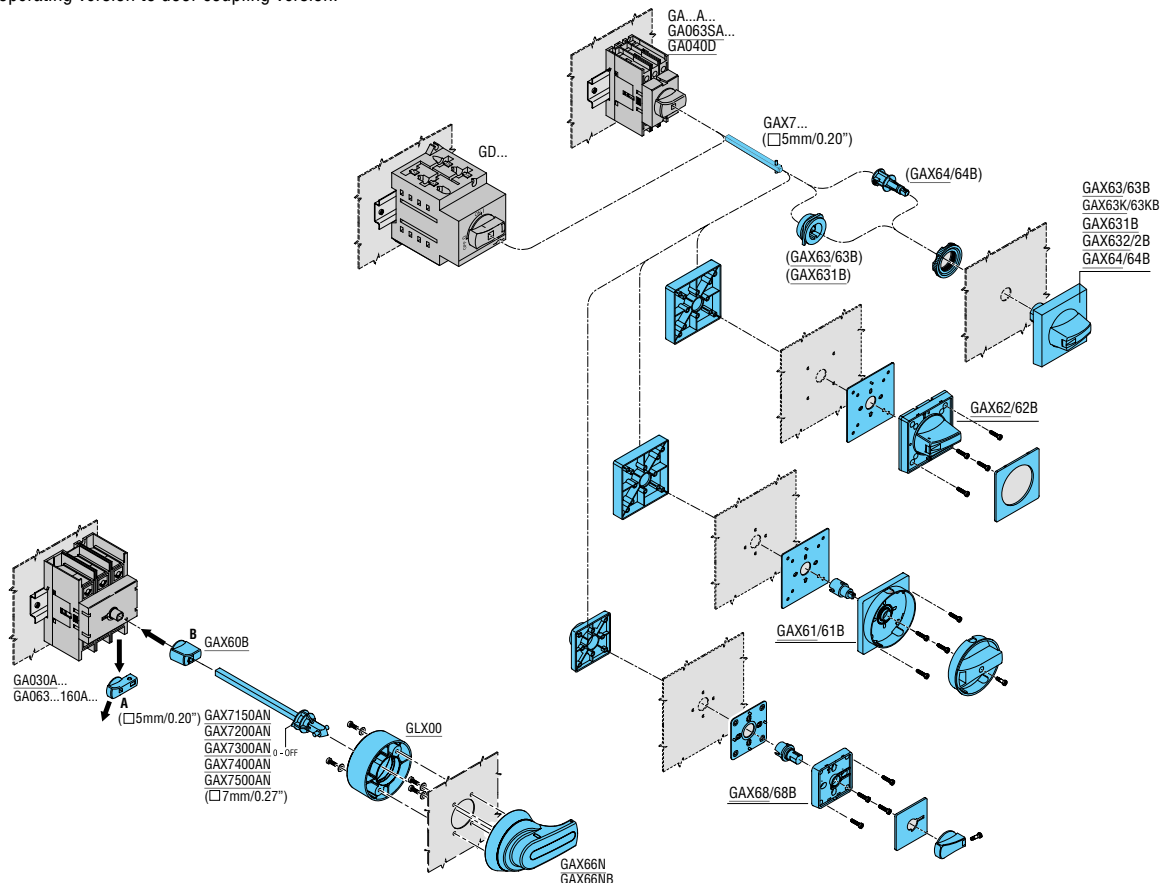 operating version to door coupling version.
GA...A...
GA063SA...
GA040D
GAX7...
(□5mm/0.20")
GD...
(GAX64/64B)
GAX63/63B
GAX63K/63KB
GAX631B
GAX632/2B
GAX64/64B
(GAX63/63B)
(GAX631B)
GAX62/62B
GAX61/61B
B
GAX60B
GA030A...
GA063...160A...
A
(□5mm/0.20")
GAX7150AN
GAX7200AN
GAX7300AN
0 - OFF
GAX7400AN
GAX7500AN
(□7mm/0.27")
GLX00
GAX68/68B
GAX66N
GAX66NB